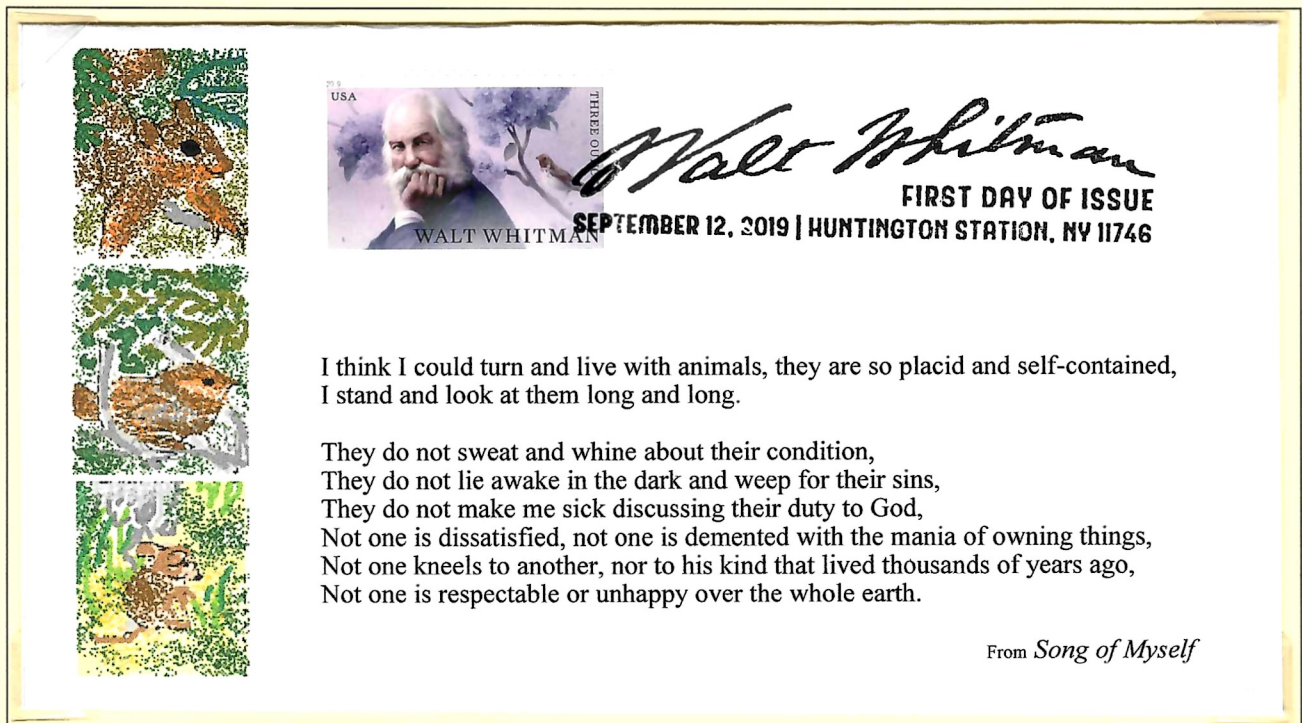 USA
THREE OU
WALT WHITMAN
Walt Whitman
FIRST DAY OF ISSUE
SEPTEMBER 12, 2019 | HUNTINGTON STATION, NY 11746
I think I could turn and live with animals, they are so placid and self-contained,
I stand and look at them long and long.
They do not sweat and whine about their condition,
They do not lie awake in the dark and weep for their sins,
They do not make me sick discussing their duty to God,
Not one is dissatisfied, not one is demented with the mania of owning things,
Not one kneels to another, nor to his kind that lived thousands of years ago,
Not one is respectable or unhappy over the whole earth.
From Song of Myself